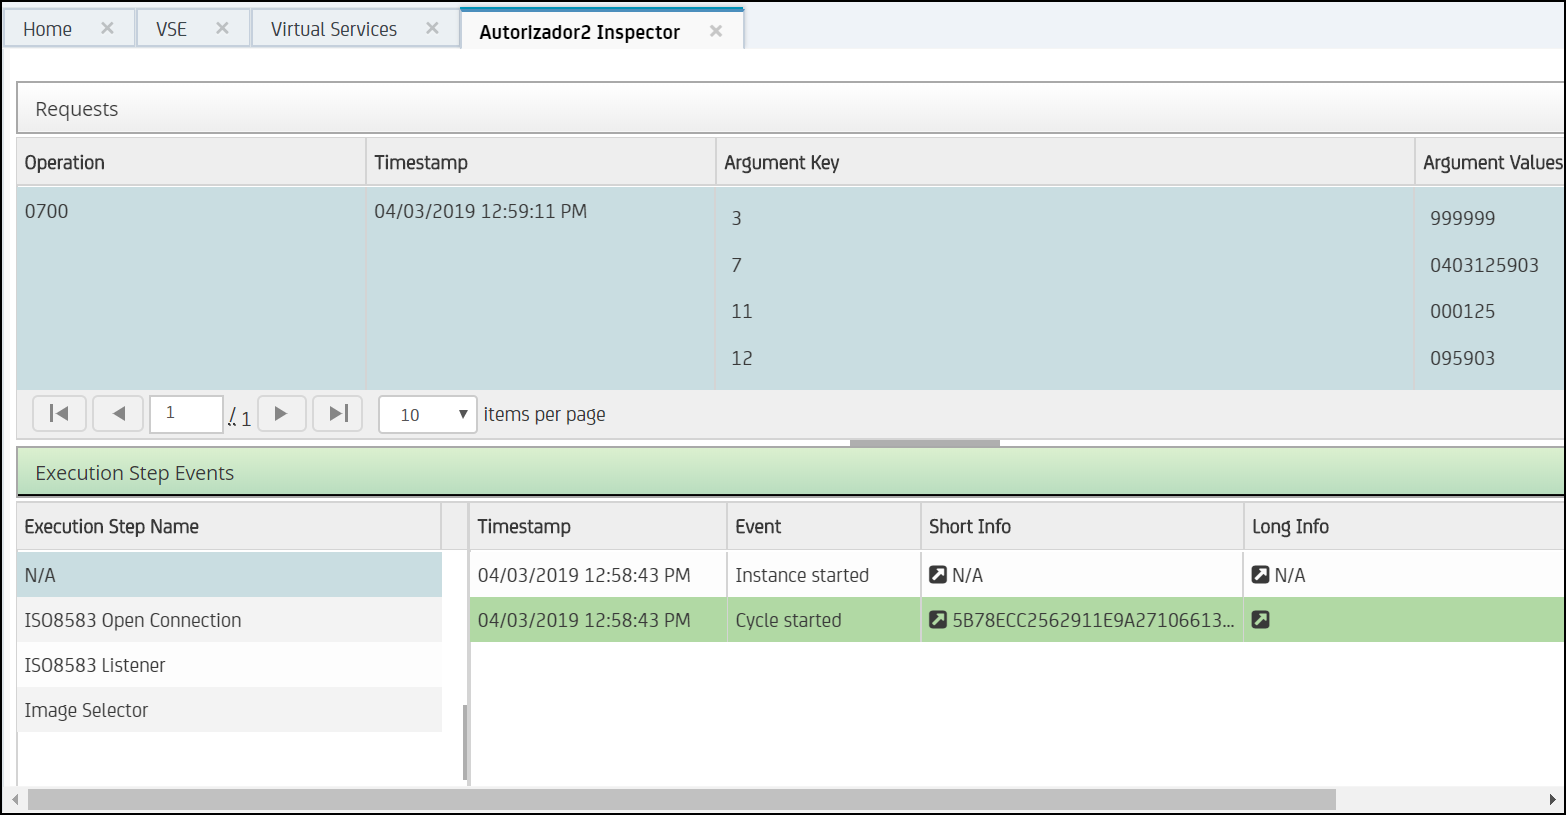 Home VSE Virtual Services Autorizador2 Inspector
Requests
Operation Timestamp Argument Key Argument Values
0700 04/03/2019 12:59:11 PM 3 999999
7 0403125903
11 000125
12 095903
1 / 1 10 items per page
Execution Step Events
Execution Step Name Timestamp Event Short Info Long Info
N/A 04/03/2019 12:58:43 PM Instance started N/A N/A
ISO8583 Open Connection 04/03/2019 12:58:43 PM Cycle started 5B78ECC2562911E9A27106613...
ISO8583 Listener
Image Selector